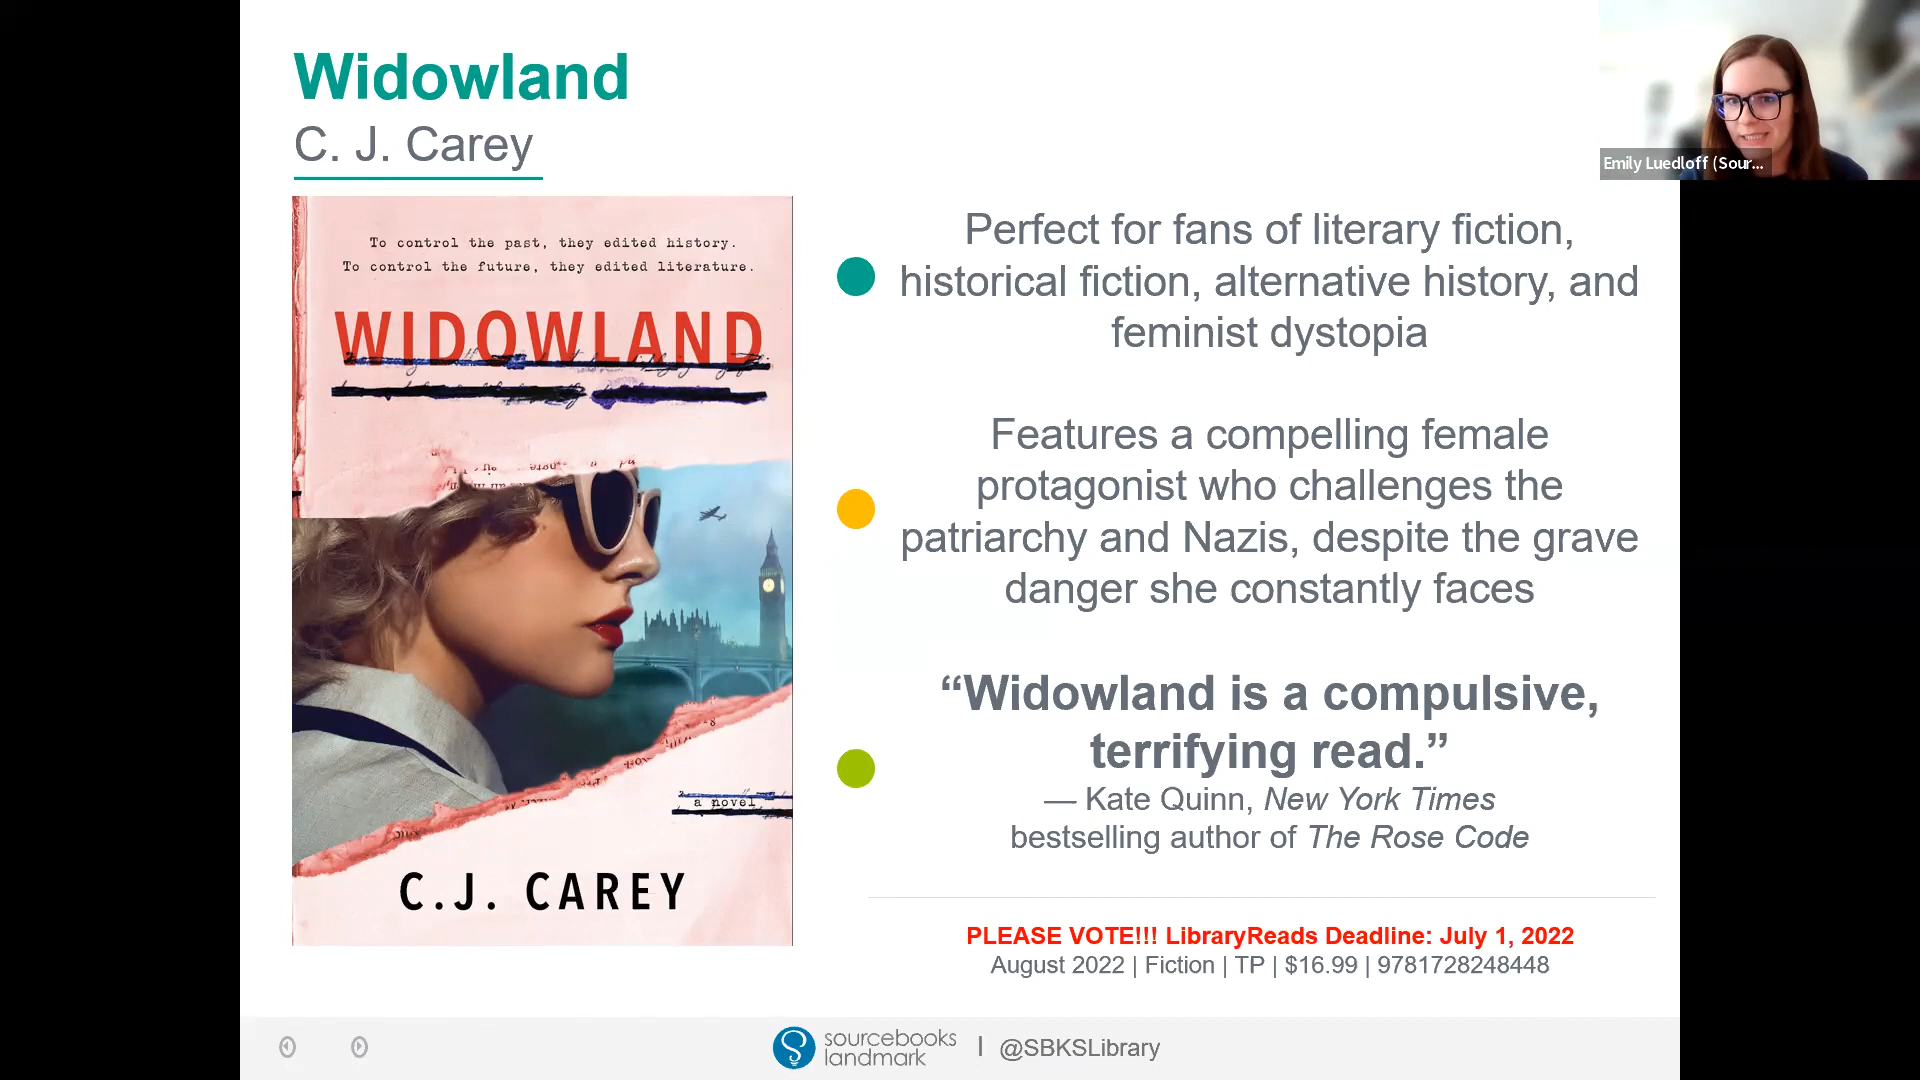 Widowland
C. J. Carey
Emily Luedloff (Sour...
To control the past, they edited history.
To control the future, they edited literature.
WIDOWLAND
a novel
C.J. CAREY
Perfect for fans of literary fiction,
historical fiction, alternative history, and
feminist dystopia
Features a compelling female
protagonist who challenges the
patriarchy and Nazis, despite the grave
danger she constantly faces
“Widowland is a compulsive,
terrifying read.”
— Kate Quinn, New York Times
bestselling author of The Rose Code
PLEASE VOTE!!! LibraryReads Deadline: July 1, 2022
August 2022 | Fiction | TP | $16.99 | 9781728248448
sourcebooks
landmark
| @SBKSLibrary